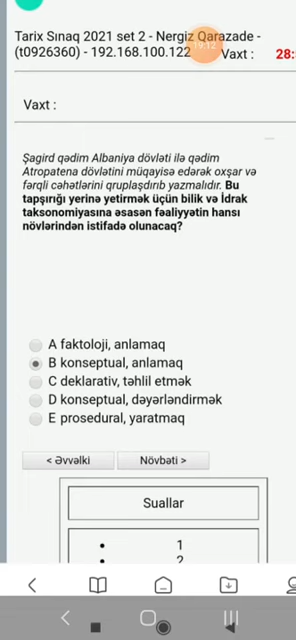 Tarix Sınaq 2021 set 2 - Nergiz Qarazade -
(t0926360) - 192.168.100.122 Vaxt : 28:
19:12
Vaxt :
Şagird qədim Albaniya dövləti ilə qədim
Atropatena dövlətini müqayisə edərək oxşar və
fərqli cəhətlərini qruplaşdırıb yazmalıdır. Bu
tapşırığı yerinə yetirmək üçün bilik və İdrak
taksonomiyasına əsasən fəaliyyətin hansı
növlərindən istifadə olunacaq?
A faktoloji, anlamaq
B konseptual, anlamaq
C deklarativ, təhlil etmək
D konseptual, dəyərləndirmək
E prosedural, yaratmaq
< Əvvəlki
Növbəti >
Suallar
1
2